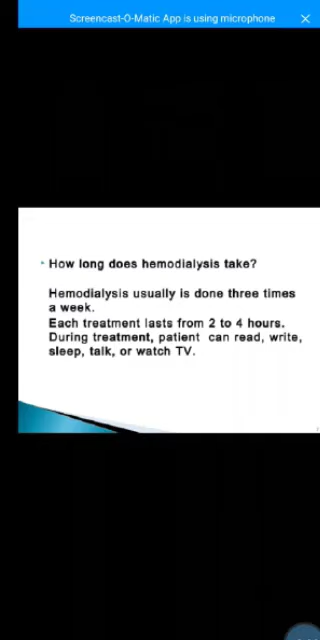 Screencast-O-Matic App is using microphone
• How long does hemodialysis take?
Hemodialysis usually is done three times
a week.
Each treatment lasts from 2 to 4 hours.
During treatment, patient can read, write,
sleep, talk, or watch TV.